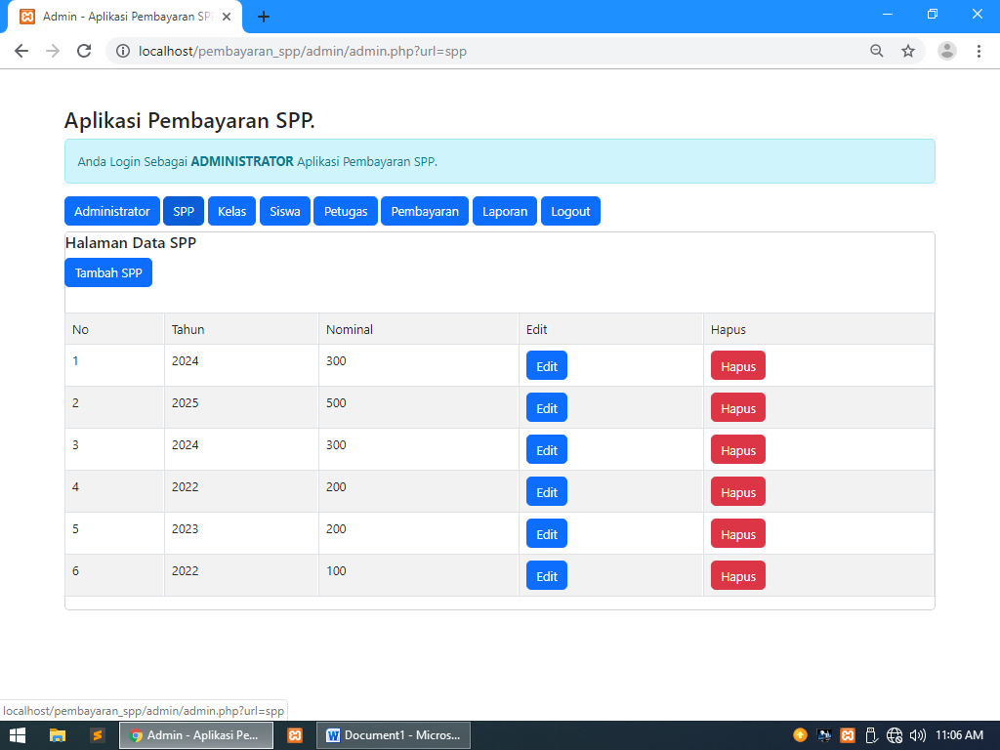 Admin - Aplikasi Pembayaran SPP
localhost/pembayaran_spp/admin/admin.php?url=spp
Aplikasi Pembayaran SPP.
Anda Login Sebagai ADMINISTRATOR Aplikasi Pembayaran SPP.
Administrator SPP Kelas Siswa Petugas Pembayaran Laporan Logout
Halaman Data SPP
Tambah SPP
No Tahun Nominal Edit Hapus
1 2024 300 Edit Hapus
2 2025 500 Edit Hapus
3 2024 300 Edit Hapus
4 2022 200 Edit Hapus
5 2023 200 Edit Hapus
6 2022 100 Edit Hapus
localhost/pembayaran_spp/admin/admin.php?url=spp
Admin - Aplikasi Pe... Document1 - Micros... 11:06 AM